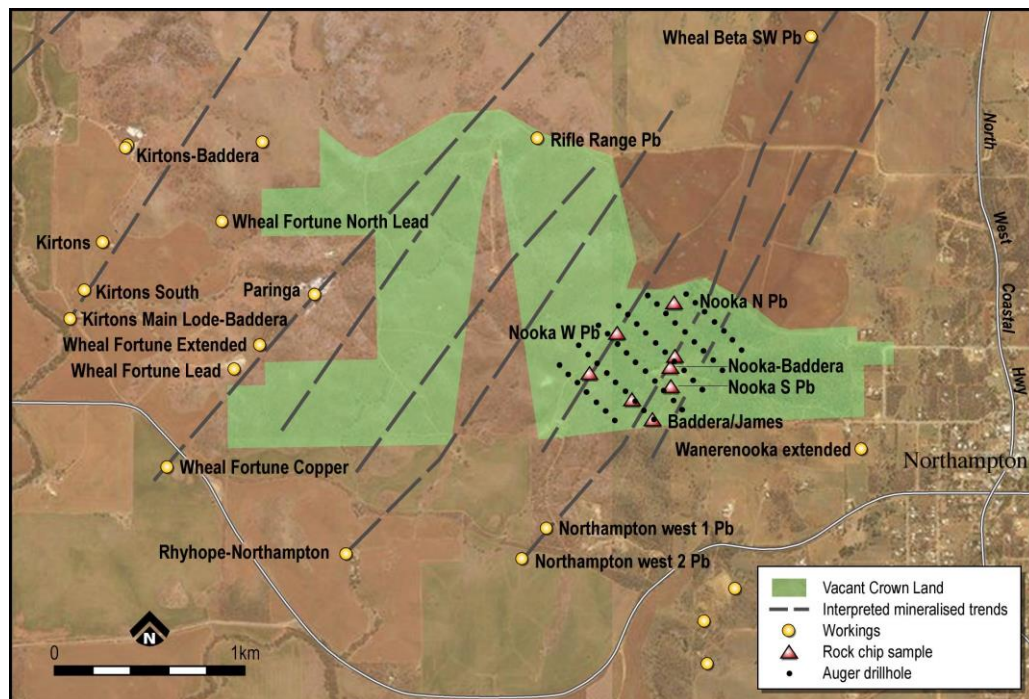 Wheal Beta SW Pb
North
West
Coastal
Hwy
Kirtons-Baddera
Rifle Range Pb
Wheal Fortune North Lead
Kirtons
Kirtons South
Paringa
Nooka N Pb
Kirtons Main Lode-Baddera
Nooka W Pb
Wheal Fortune Extended
Wheal Fortune Lead
Nooka-Baddera
Nooka S Pb
Baddera/James
Wanerenooka extended
Northampton
Wheal Fortune Copper
Northampton west 1 Pb
Rhyhope-Northampton
Northampton west 2 Pb
N
0 1km
Vacant Crown Land
Interpreted mineralised trends
Workings
Rock chip sample
Auger drillhole